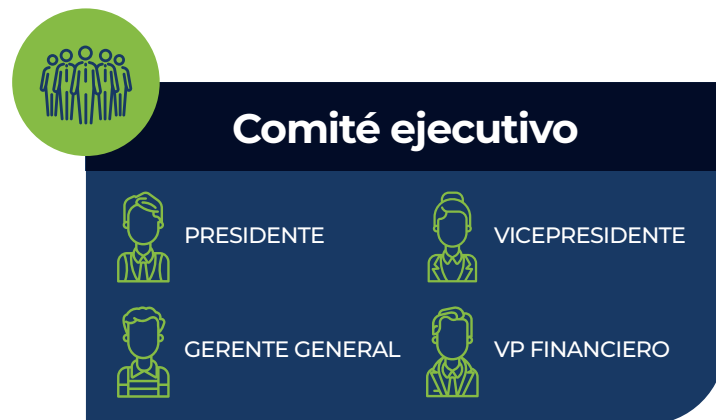 Comité ejecutivo
PRESIDENTE
VICEPRESIDENTE
GERENTE GENERAL
VP FINANCIERO